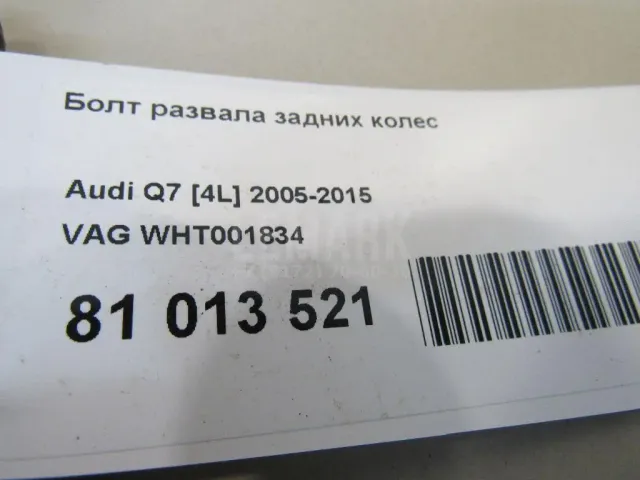 Болт развала задних колес
Audi Q7 [4L] 2005-2015
VAG WHT001834
81 013 521